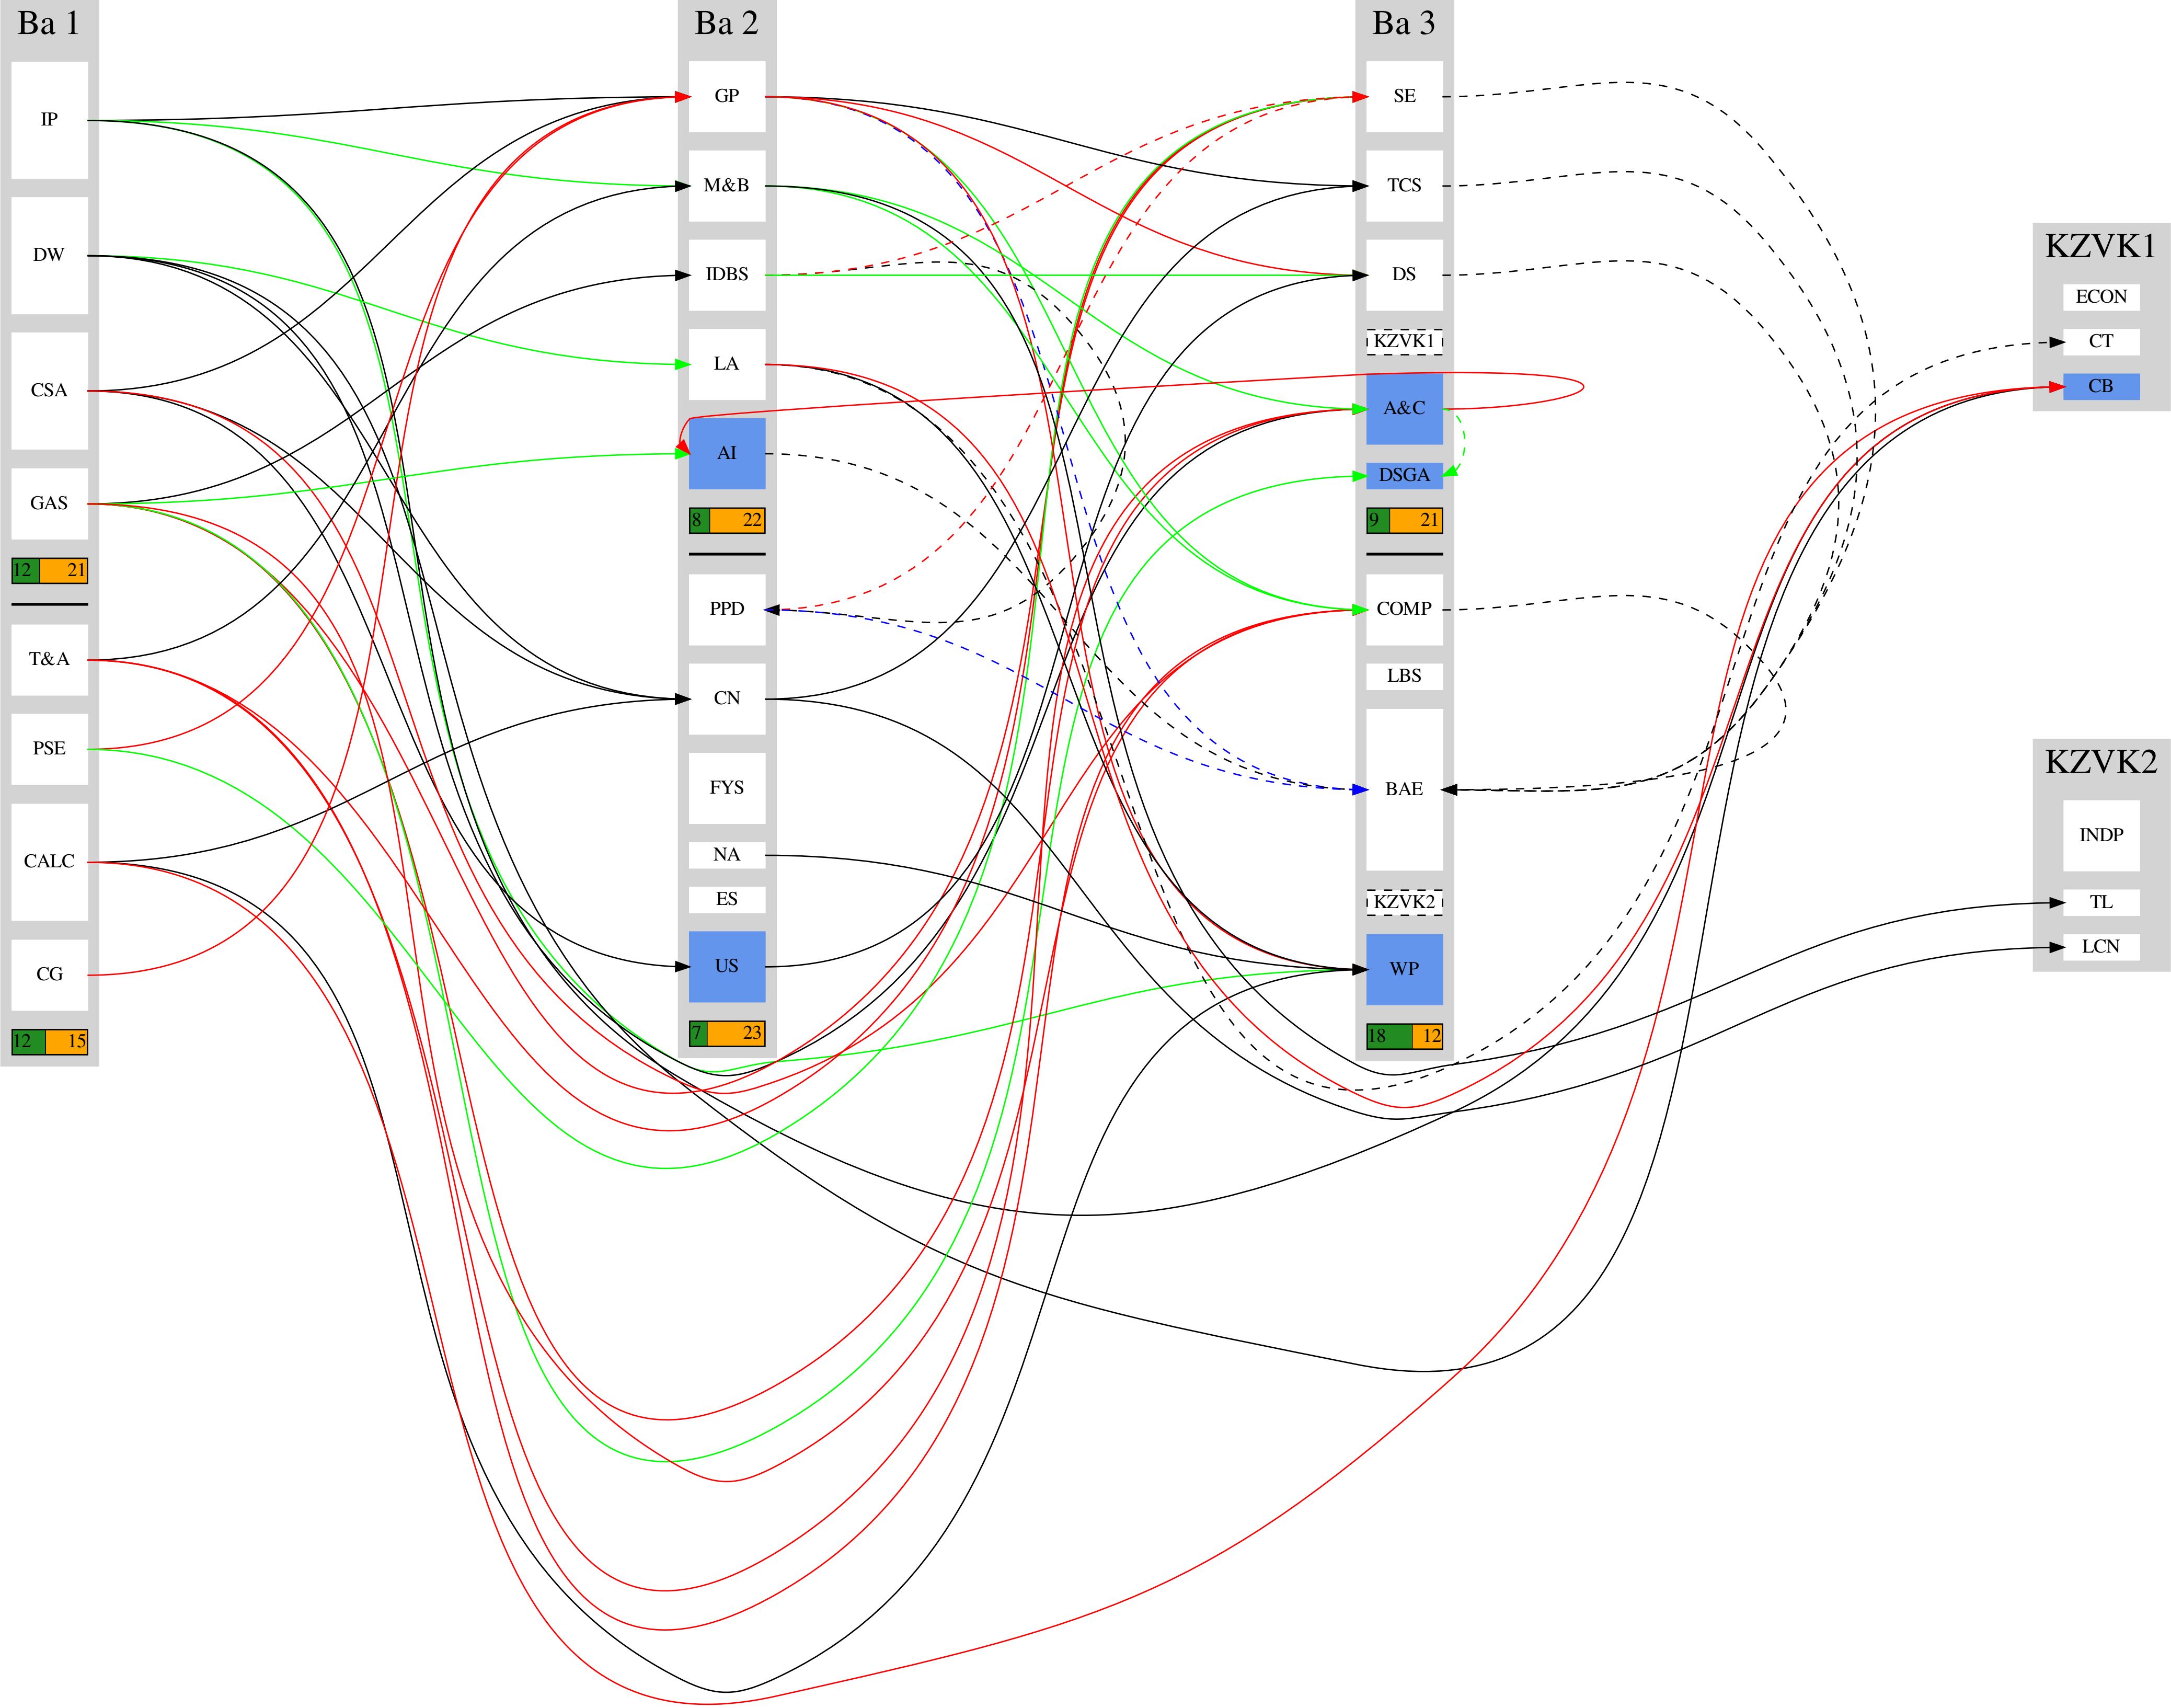 Ba 1
IP
DW
CSA
GAS
12 21
T&A
PSE
CALC
CG
12 15
Ba 2
GP
M&B
IDBS
LA
AI
8 22
PPD
CN
FYS
NA
ES
US
7 23
Ba 3
SE
TCS
DS
KZVK1
A&C
DSGA
9 21
COMP
LBS
BAE
KZVK2
WP
18 12
KZVK1
ECON
CT
CB
KZVK2
INDP
TL
LCN